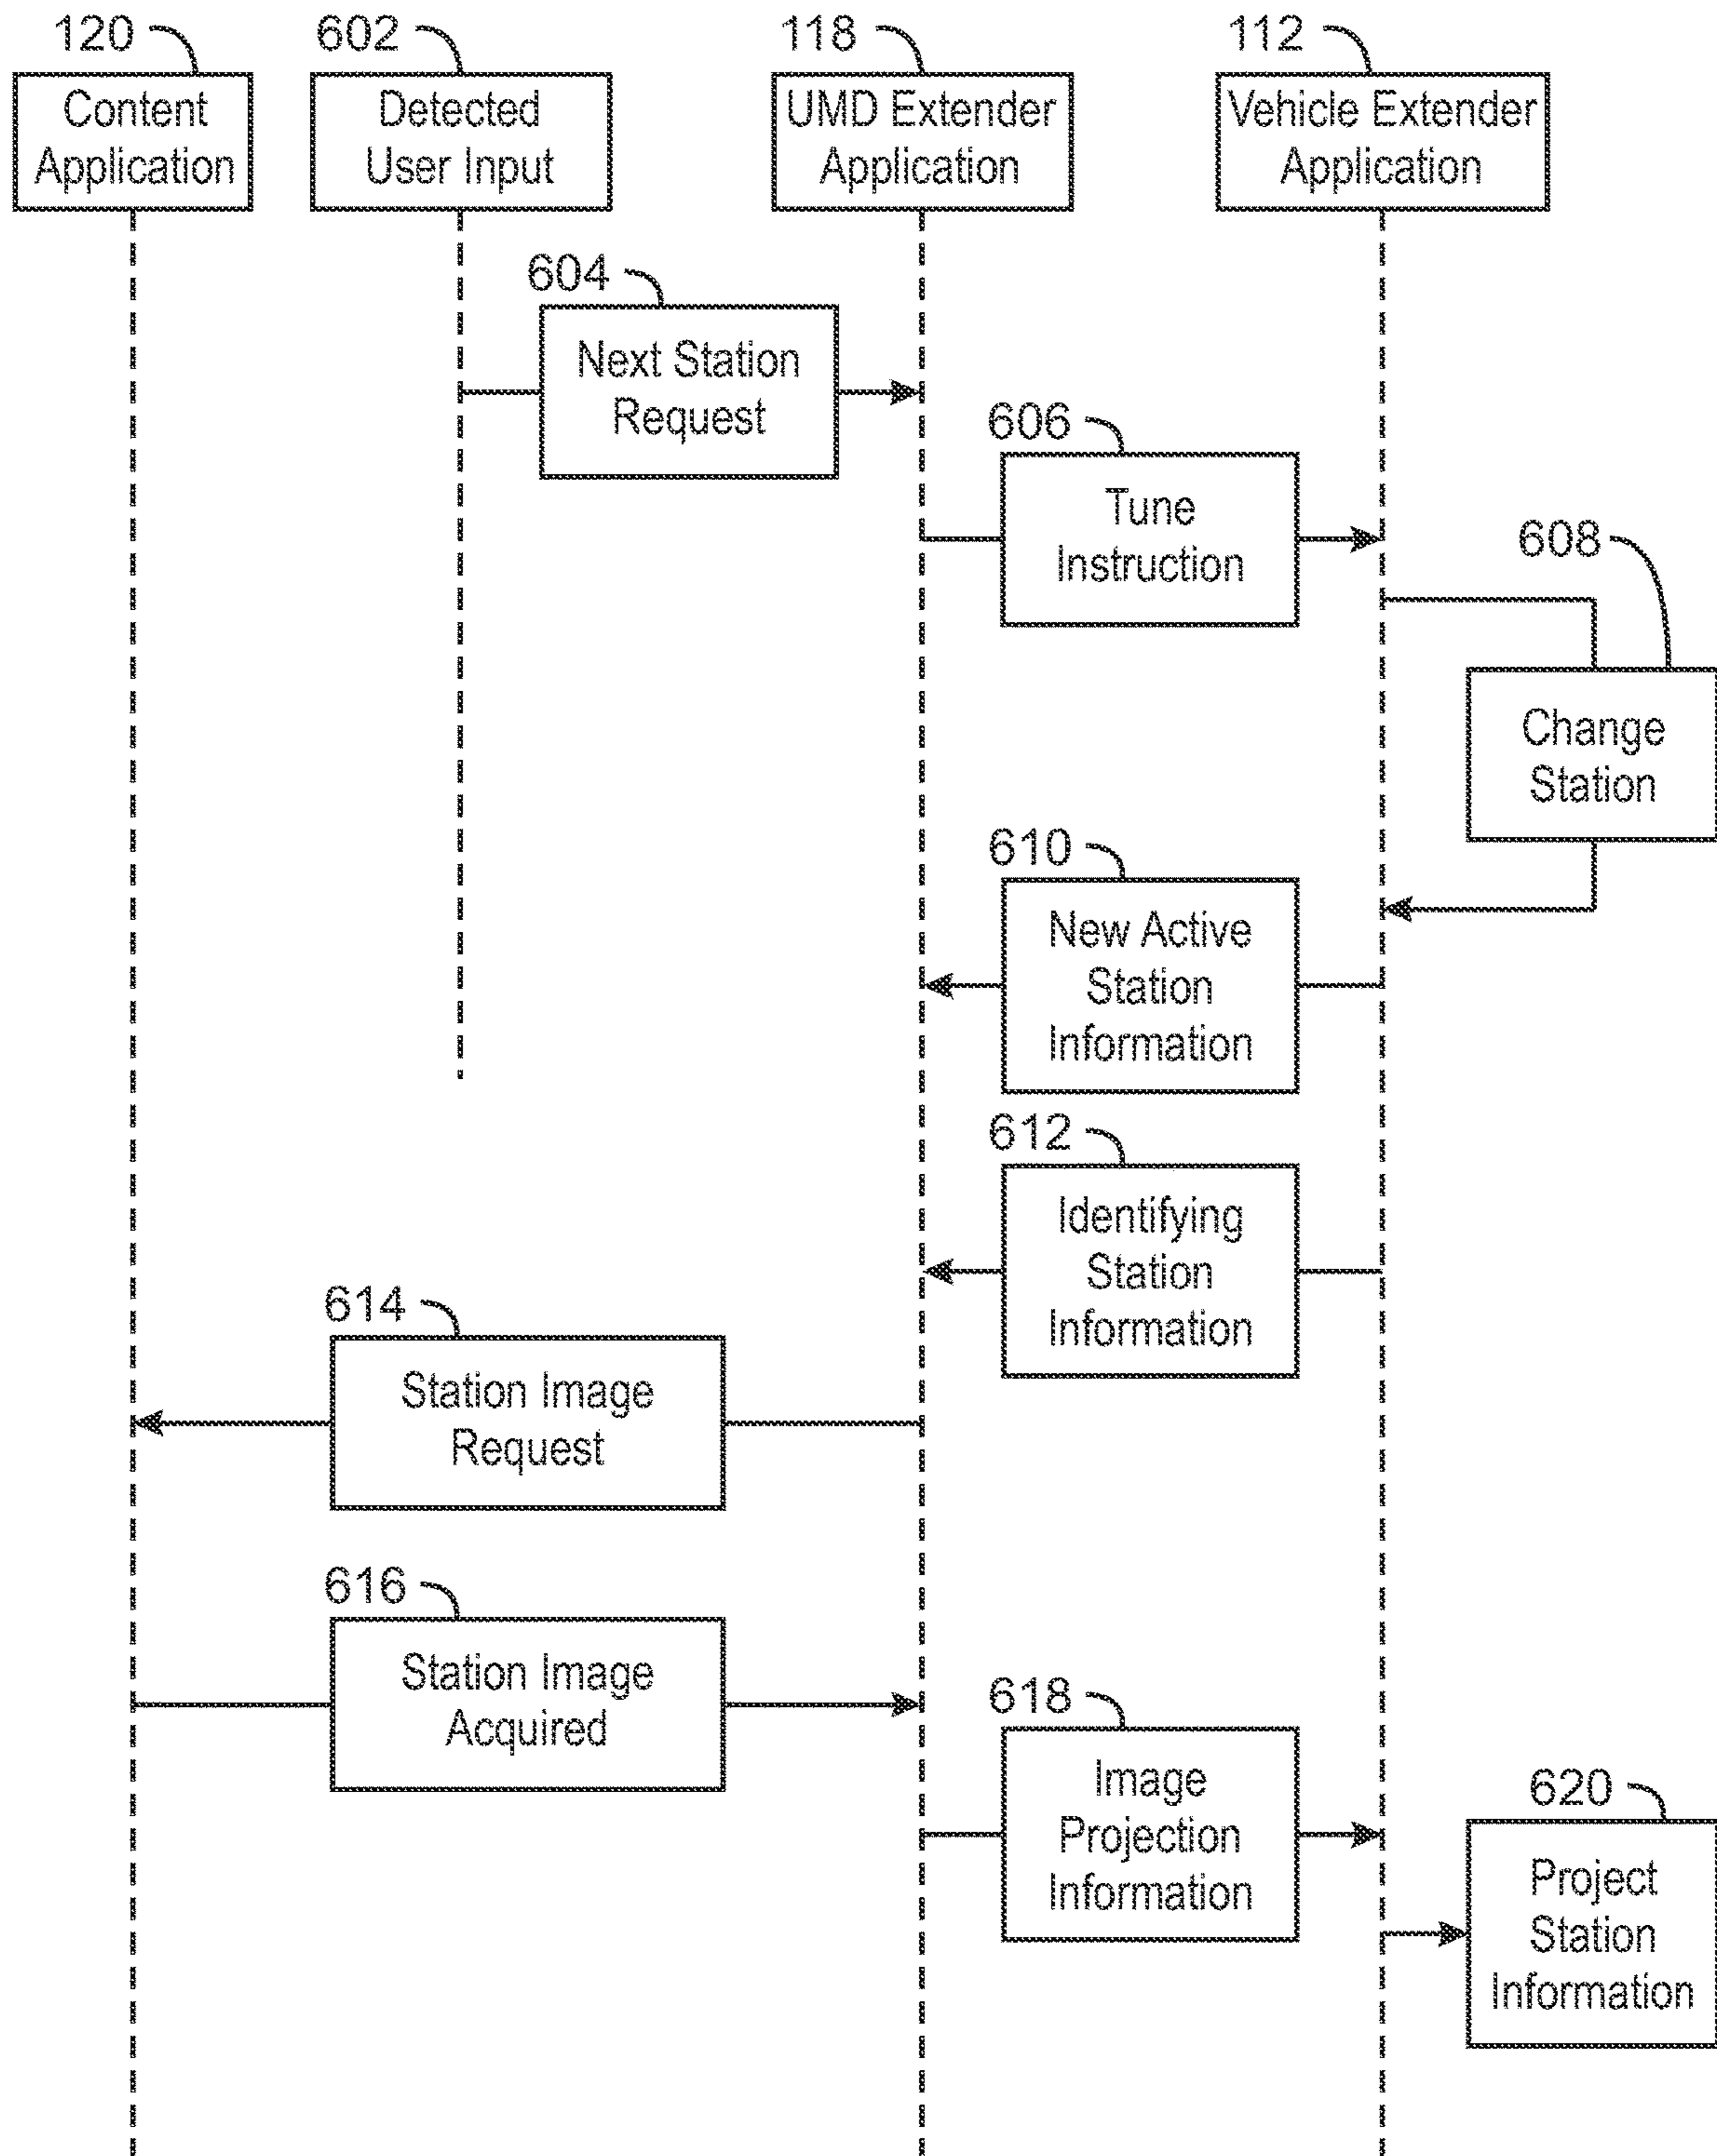 120
602
118
112
Content
Application
Detected
User Input
UMD Extender
Application
Vehicle Extender
Application
604
Next Station
Request
606
Tune
Instruction
608
Change
Station
610
New Active
Station
Information
612
Identifying
Station
Information
614
Station Image
Request
616
Station Image
Acquired
618
Image
Projection
Information
620
Project
Station
Information